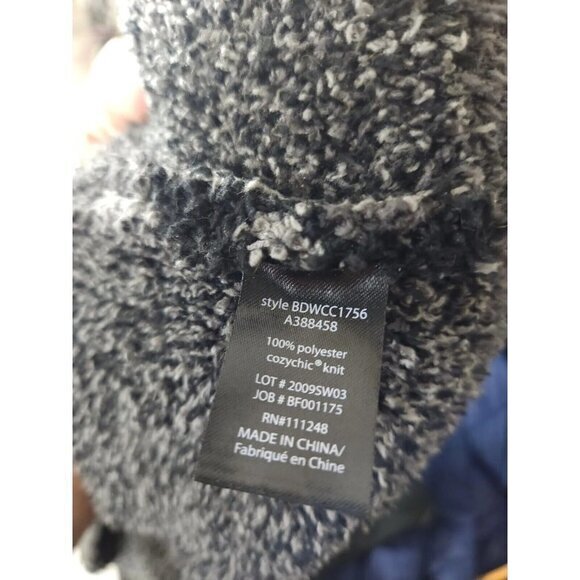 style BDWCC1756
A388458
100% polyester
cozychic® knit
LOT # 2009SW03
JOB # BF001175
RN#111248
MADE IN CHINA/
Fabriqué en Chine